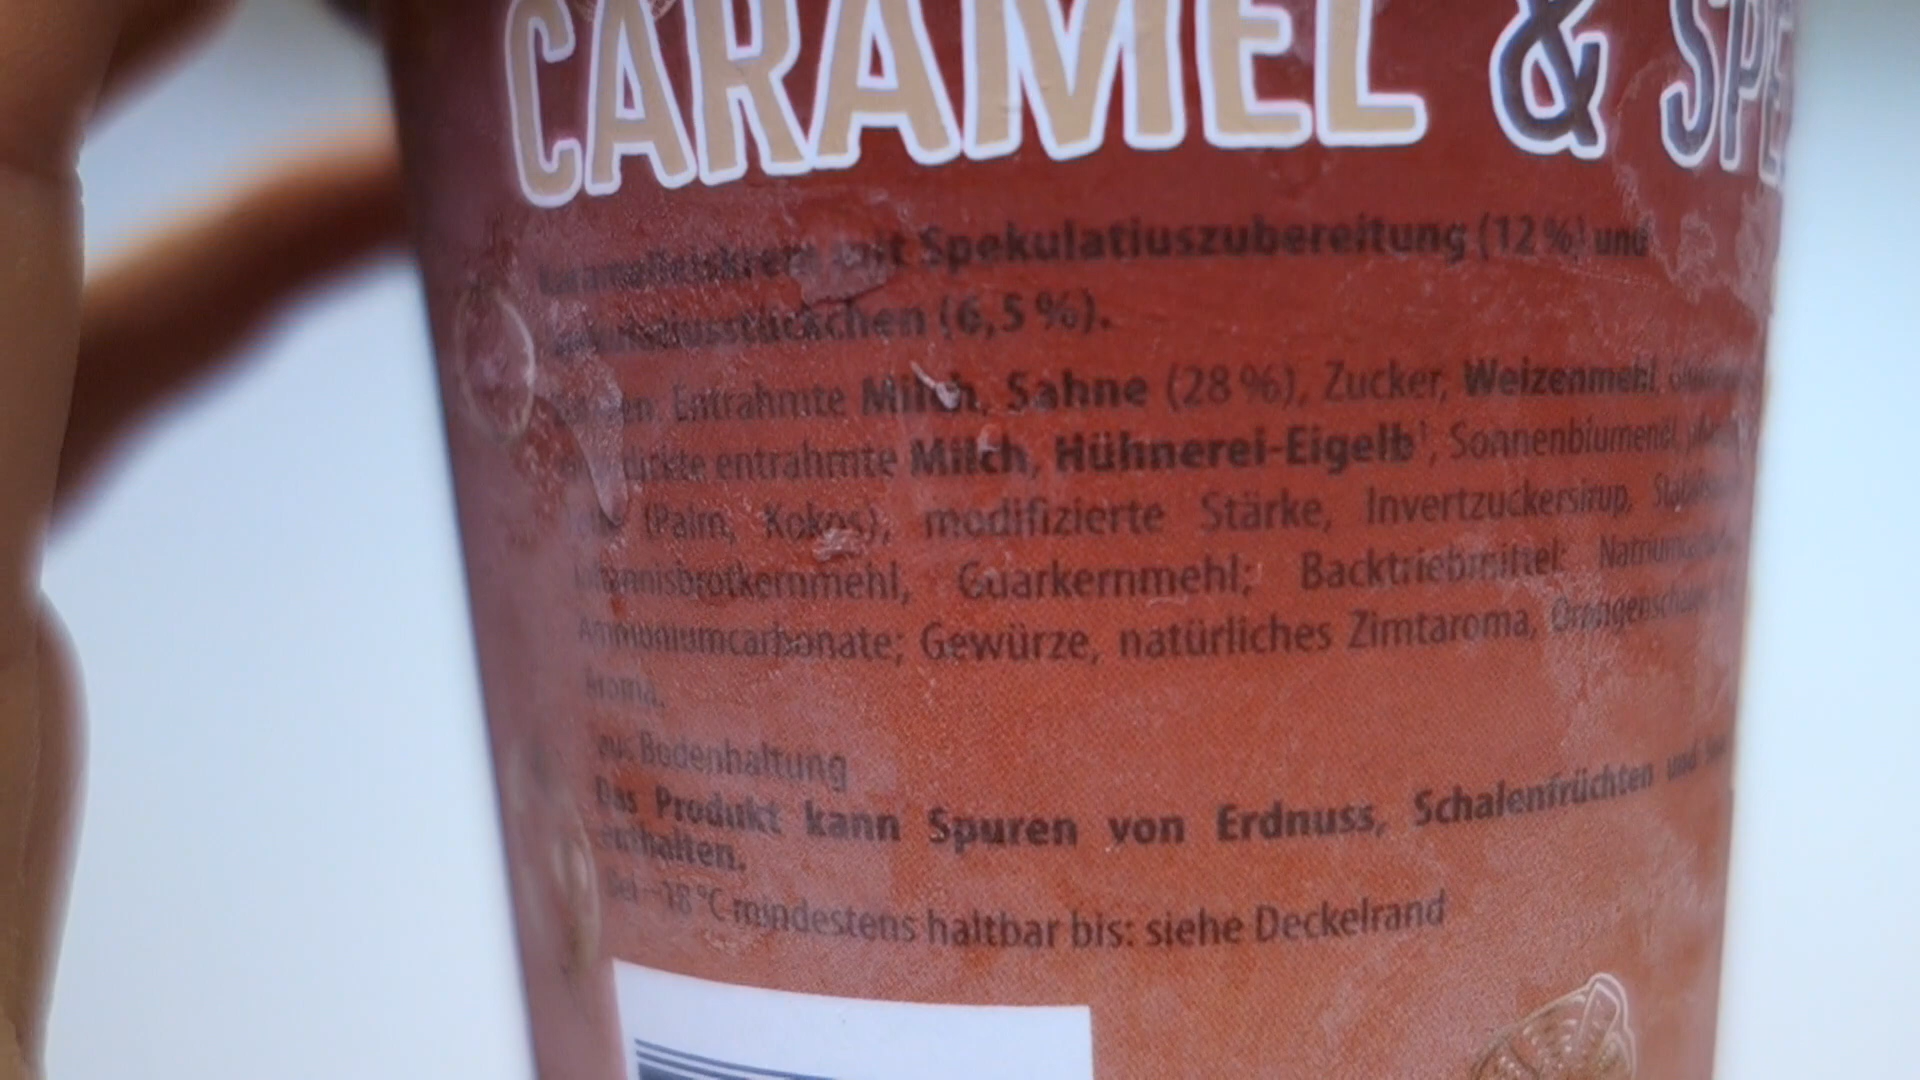 CARAMEL & SPE
mit Spekulatiuszubereitung (12 %) und
(6,5 %).
Entrahmte Milch, Sahne (28 %), Zucker, Weizenmehl,
entrahmte Milch, Hühnerei-Eigelb¹, Sonnenblumenöl,
(Palm, Kokos), modifizierte Stärke, Invertzuckersirup,
Johannisbrotkernmehl, Guarkernmehl; Backtriebmittel:
Ammoniumcarbonate; Gewürze, natürliches Zimtaroma,
Aroma.
aus Bodenhaltung
Das Produkt kann Spuren von Erdnuss, Schalenfrüchten und
enthalten.
Bei -18 °C mindestens haltbar bis: siehe Deckelrand